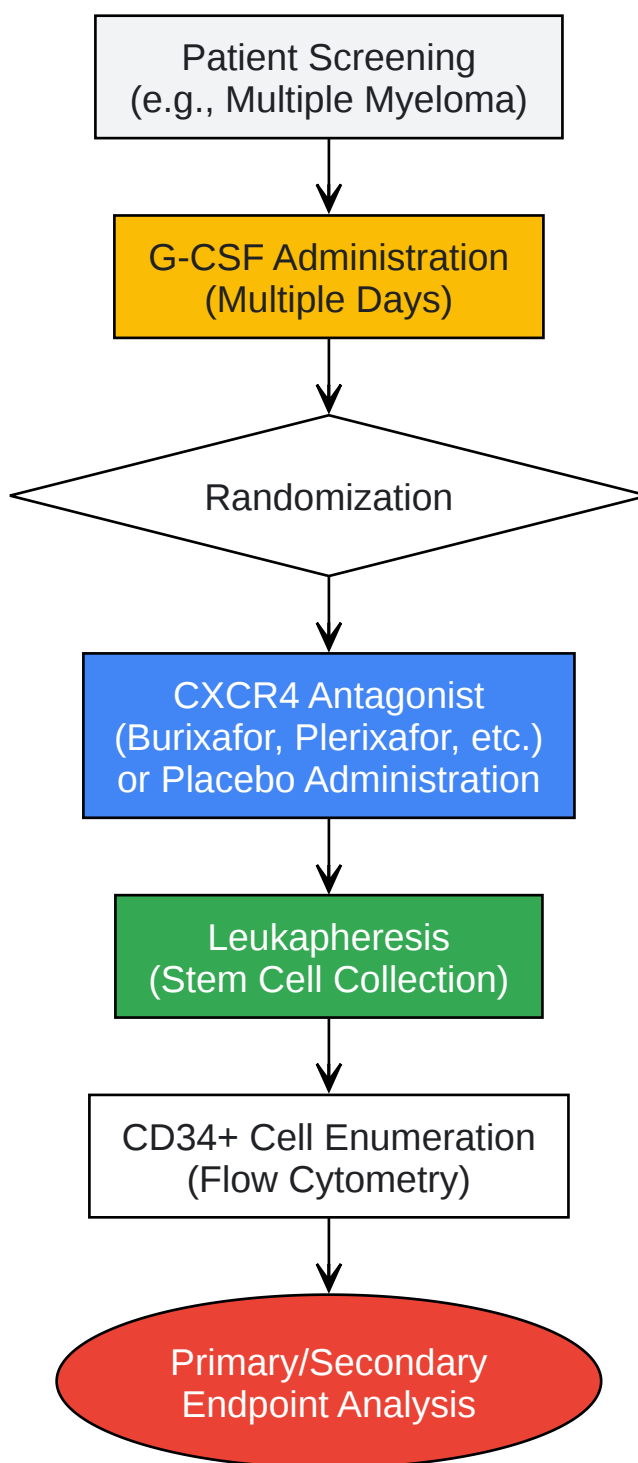 Patient Screening
(e.g., Multiple Myeloma)
G-CSF Administration
(Multiple Days)
Randomization
CXCR4 Antagonist
(Burixafor, Plerixafor, etc.)
or Placebo Administration
Leukapheresis
(Stem Cell Collection)
CD34+ Cell Enumeration
(Flow Cytometry)
Primary/Secondary
Endpoint Analysis